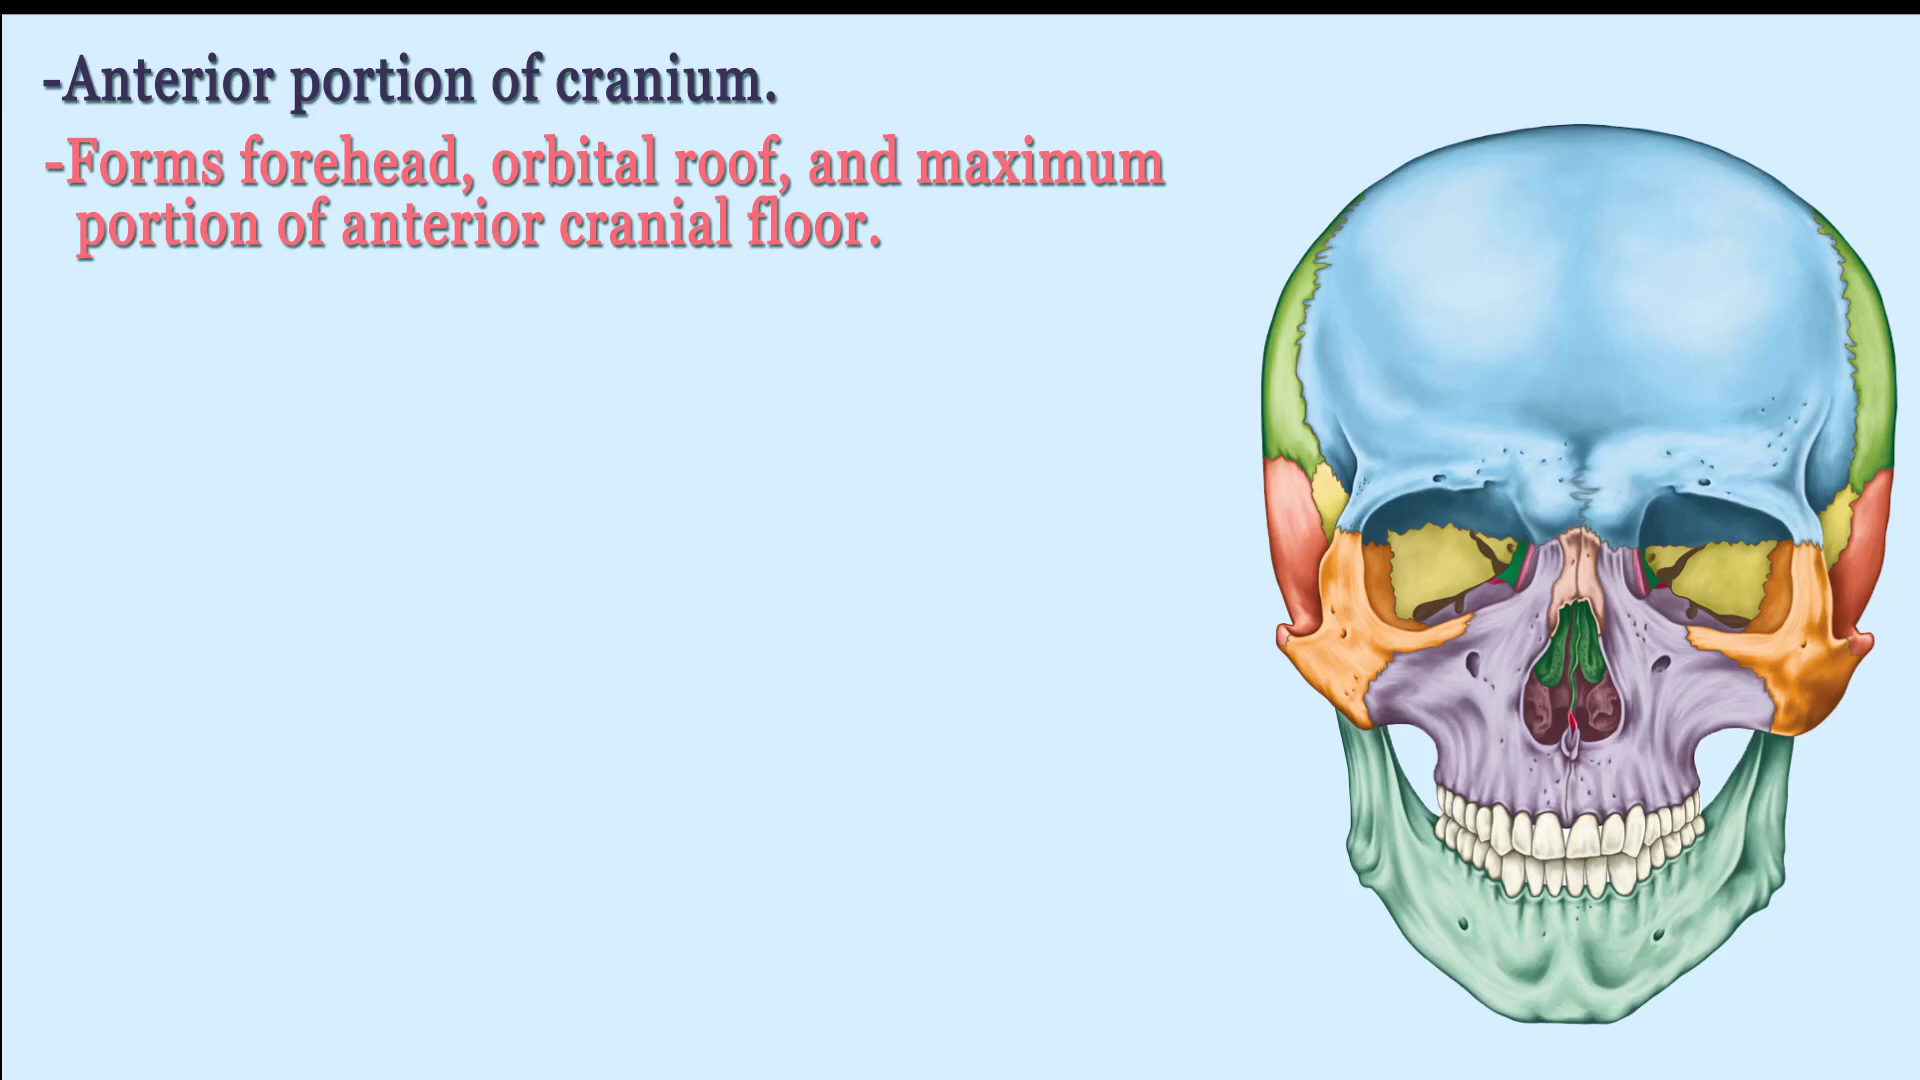 -Anterior portion of cranium.
-Forms forehead, orbital roof, and maximum
portion of anterior cranial floor.